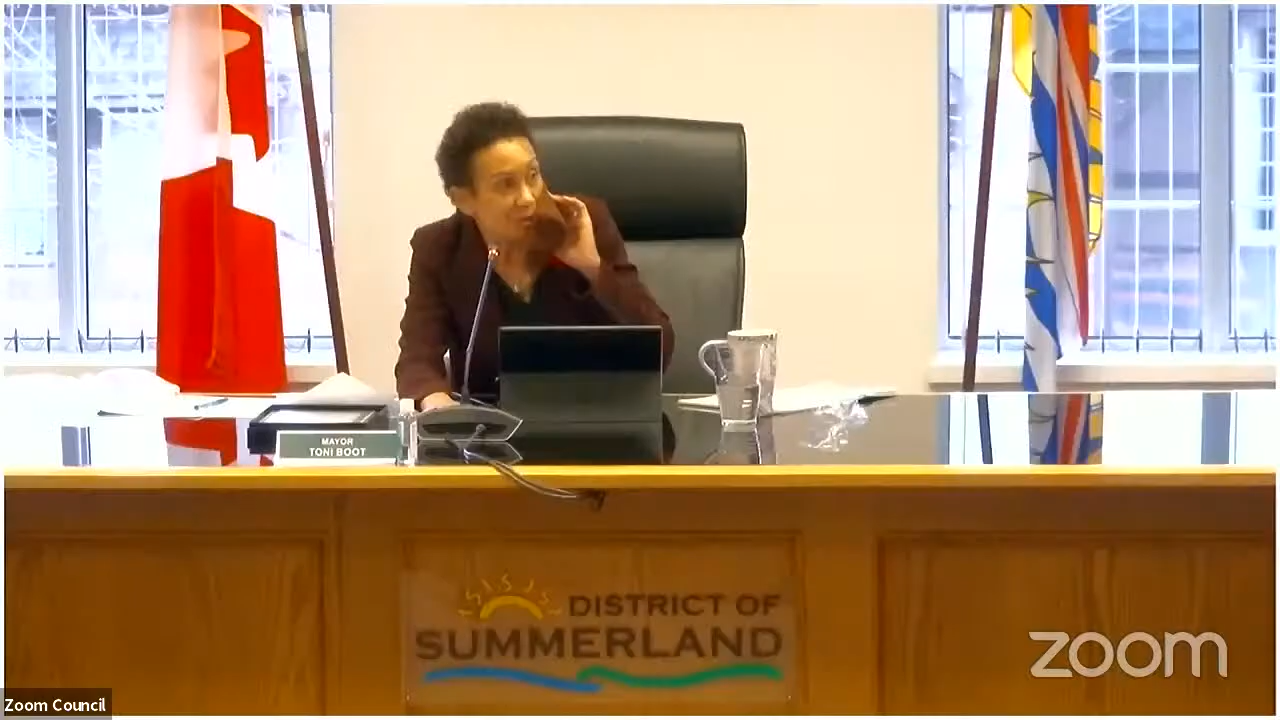 MAYOR
TONI BOOT
DISTRICT OF
SUMMERLAND
zoom
Zoom Council